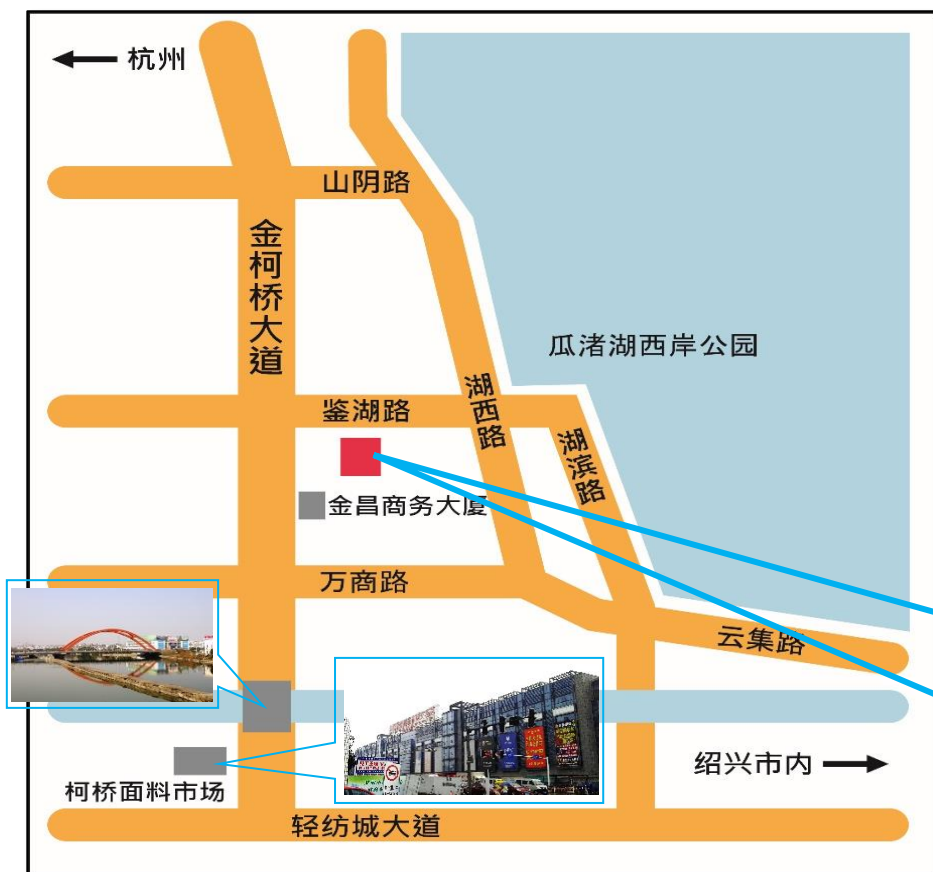 杭州
山阴路
金柯桥大道
瓜渚湖西岸公园
湖西路
鉴湖路
湖滨路
金昌商务大厦
万商路
云集路
绍兴市内
柯桥面料市场
轻纺城大道